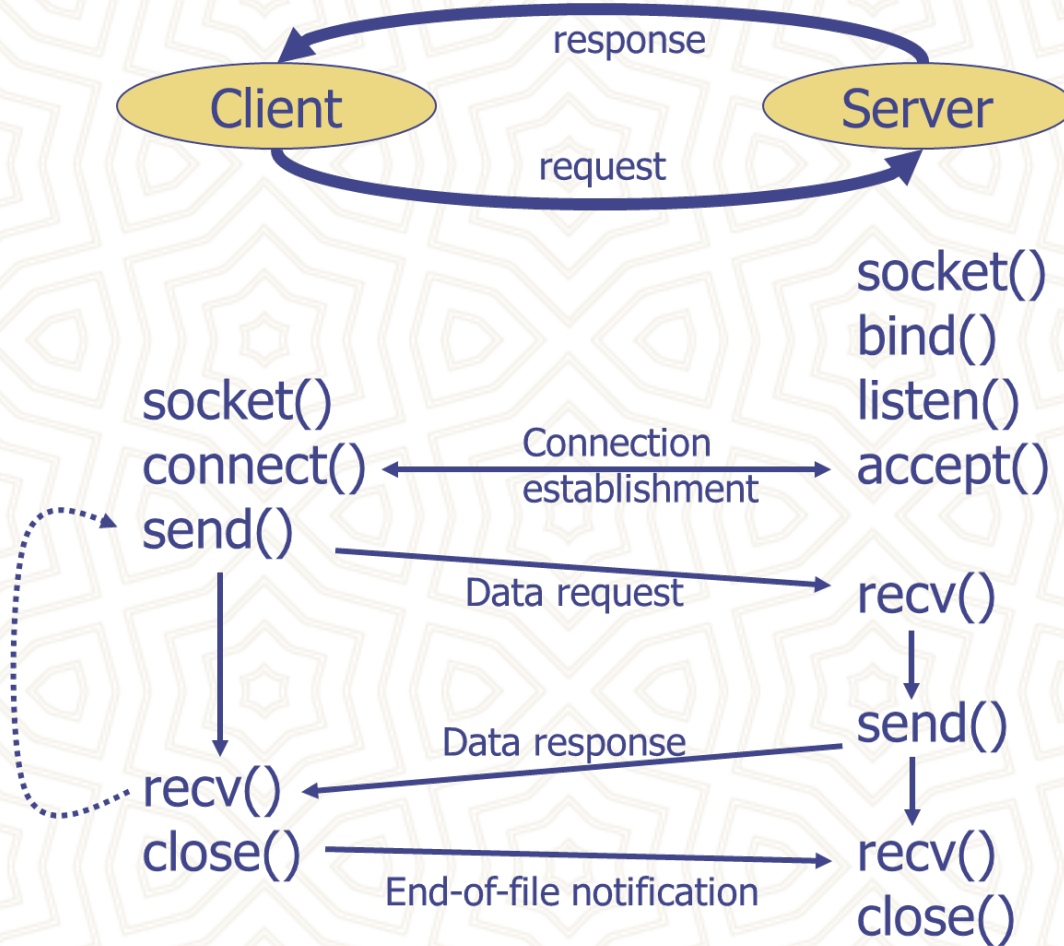 response
Client
Server
request
socket()
bind()
socket()
listen()
connect()
Connection
establishment
accept()
send()
Data request
recv()
send()
Data response
recv()
close()
recv()
End-of-file notification
close()